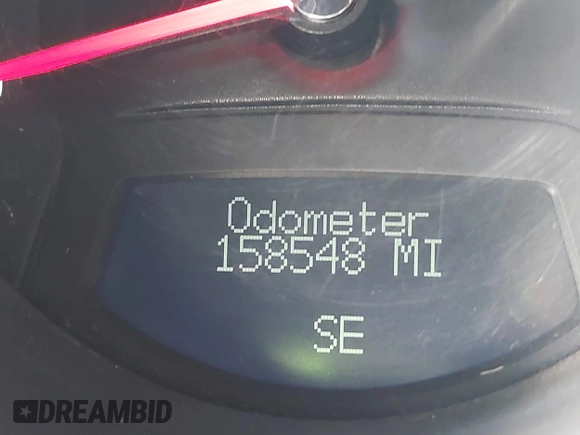 Odometer
158548 MI
SE
DREAMBID